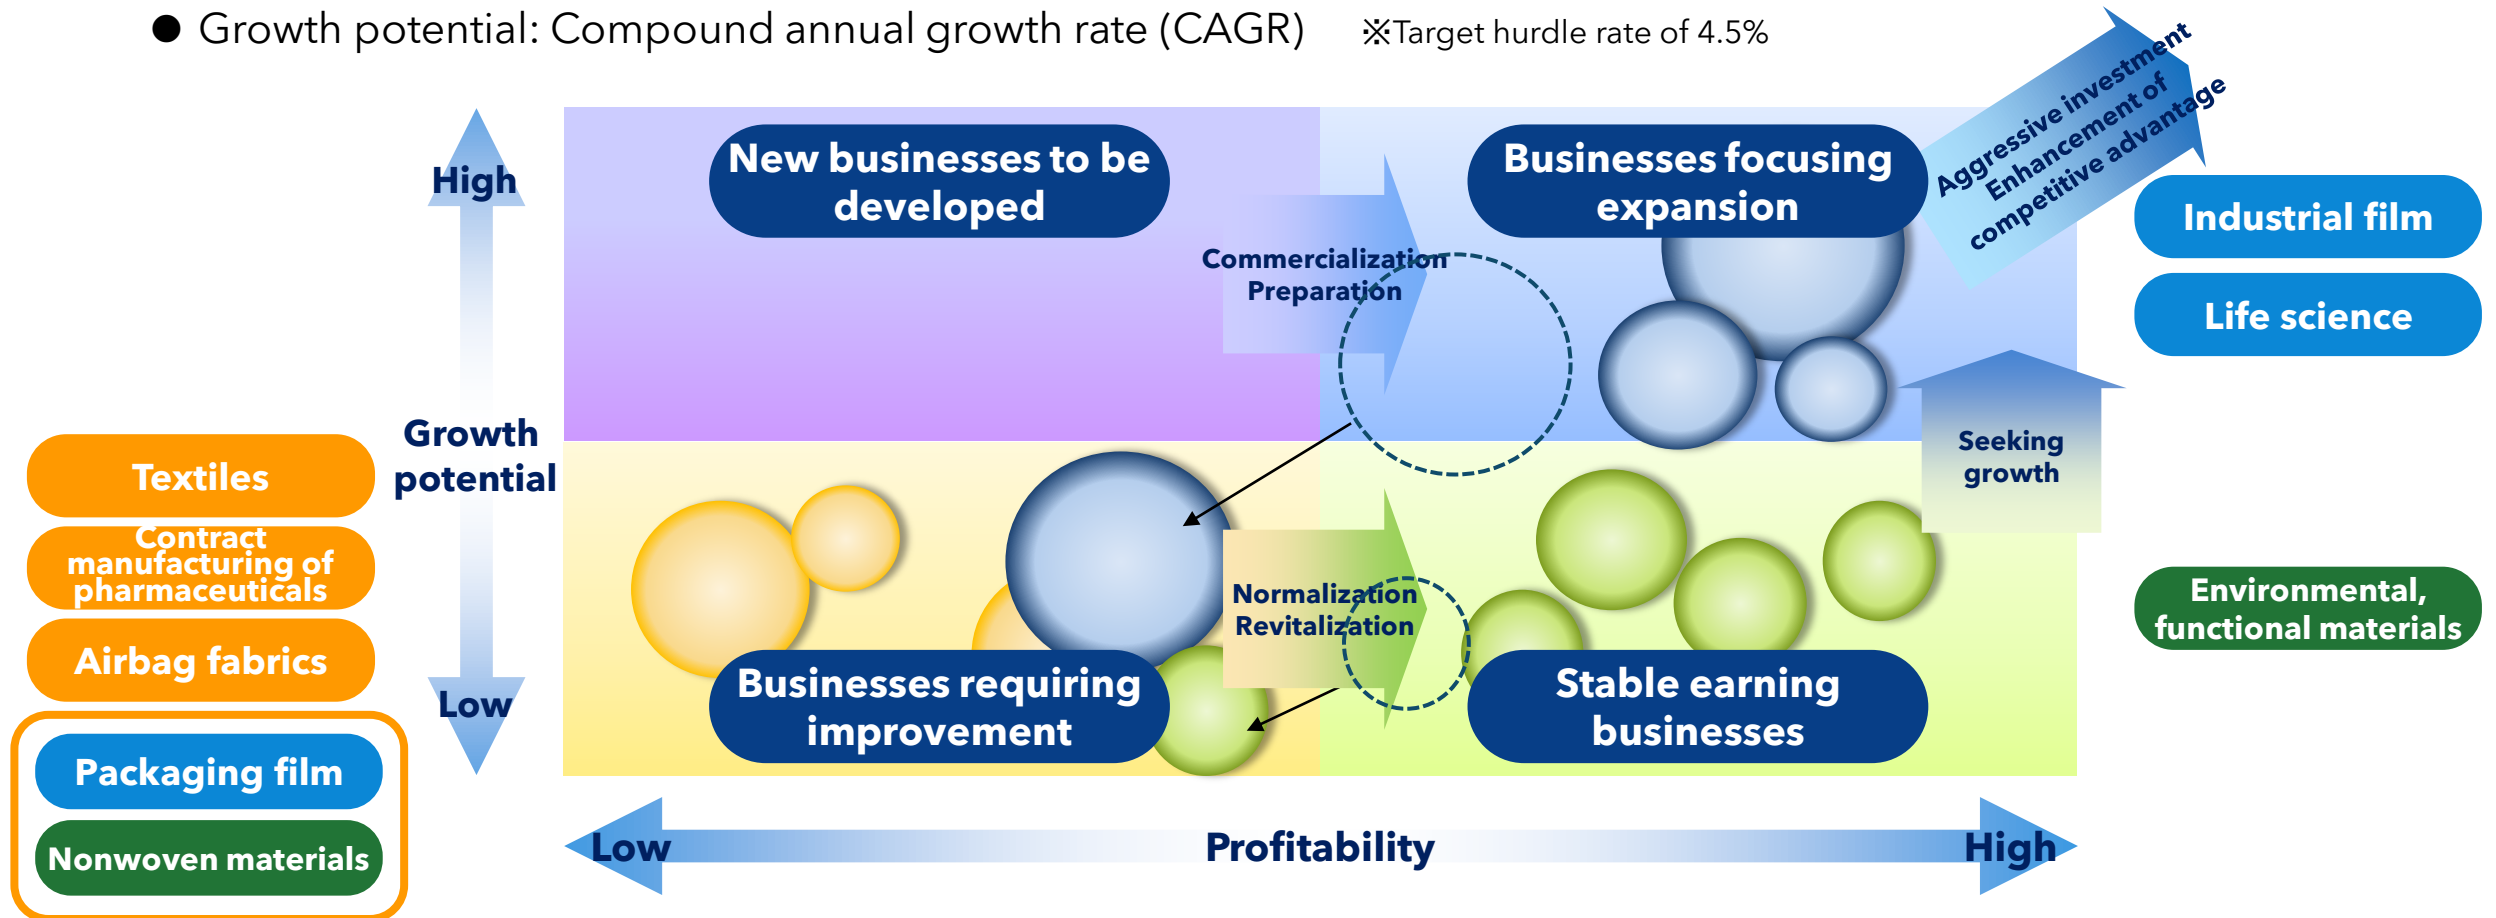 ● Growth potential: Compound annual growth rate (CAGR) ※Target hurdle rate of 4.5%
Aggressive investment
Enhancement of
competitive advantage
High
New businesses to be
developed
Businesses focusing
expansion
Industrial film
Life science
Commercialization
Preparation
Growth
potential
Seeking
growth
Textiles
Contract
manufacturing of
pharmaceuticals
Airbag fabrics
Normalization
Revitalization
Environmental,
functional materials
Low
Businesses requiring
improvement
Stable earning
businesses
Packaging film
Nonwoven materials
Low
Profitability
High